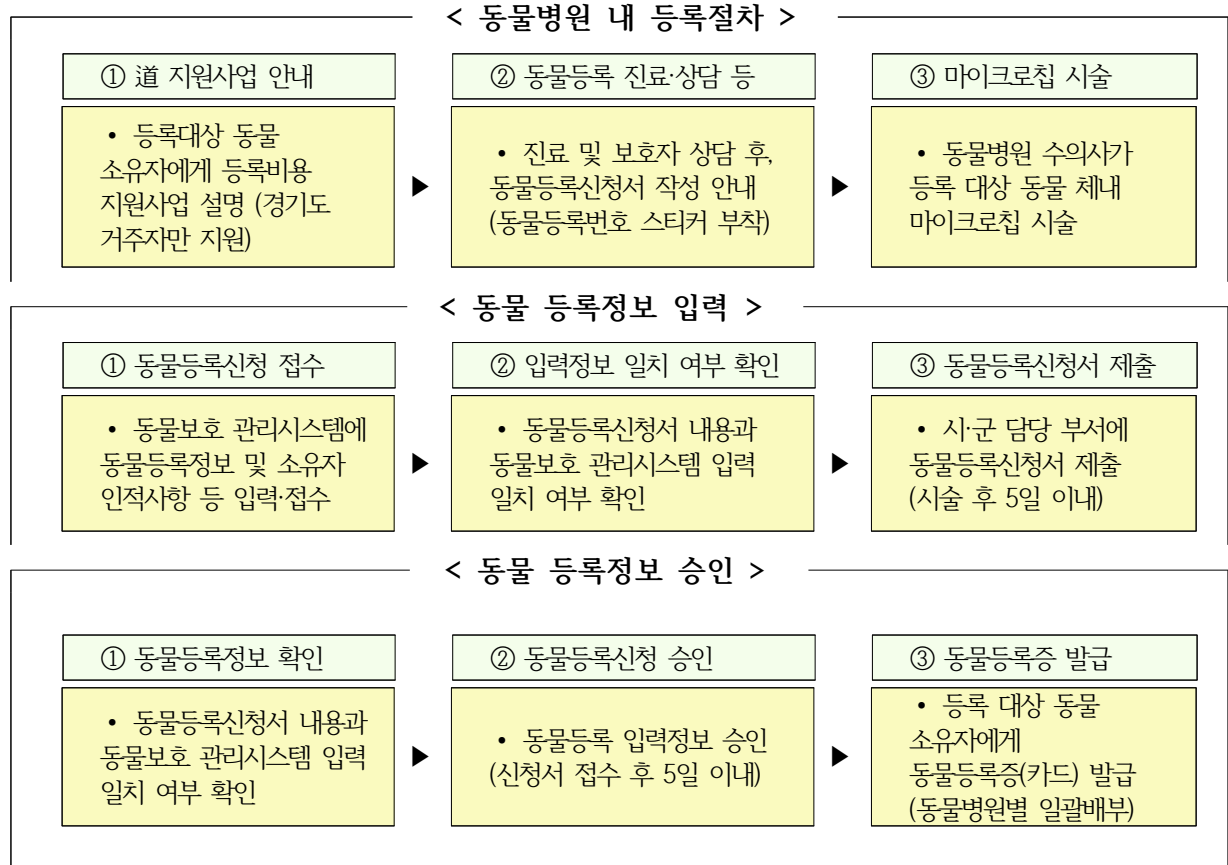 < 동물병원 내 등록절차 >
① 道 지원사업 안내
• 등록대상 동물
소유자에게 등록비용
지원사업 설명 (경기도
거주자만 지원)
▶
② 동물등록 진료·상담 등
• 진료 및 보호자 상담 후,
동물등록신청서 작성 안내
(동물등록번호 스티커 부착)
▶
③ 마이크로칩 시술
• 동물병원 수의사가
등록 대상 동물 체내
마이크로칩 시술
< 동물 등록정보 입력 >
① 동물등록신청 접수
• 동물보호 관리시스템에
동물등록정보 및 소유자
인적사항 등 입력·접수
▶
② 입력정보 일치 여부 확인
• 동물등록신청서 내용과
동물보호 관리시스템 입력
일치 여부 확인
▶
③ 동물등록신청서 제출
• 시·군 담당 부서에
동물등록신청서 제출
(시술 후 5일 이내)
< 동물 등록정보 승인 >
① 동물등록정보 확인
• 동물등록신청서 내용과
동물보호 관리시스템 입력
일치 여부 확인
▶
② 동물등록신청 승인
• 동물등록 입력정보 승인
(신청서 접수 후 5일 이내)
▶
③ 동물등록증 발급
• 등록 대상 동물
소유자에게
동물등록증(카드) 발급
(동물병원별 일괄배부)